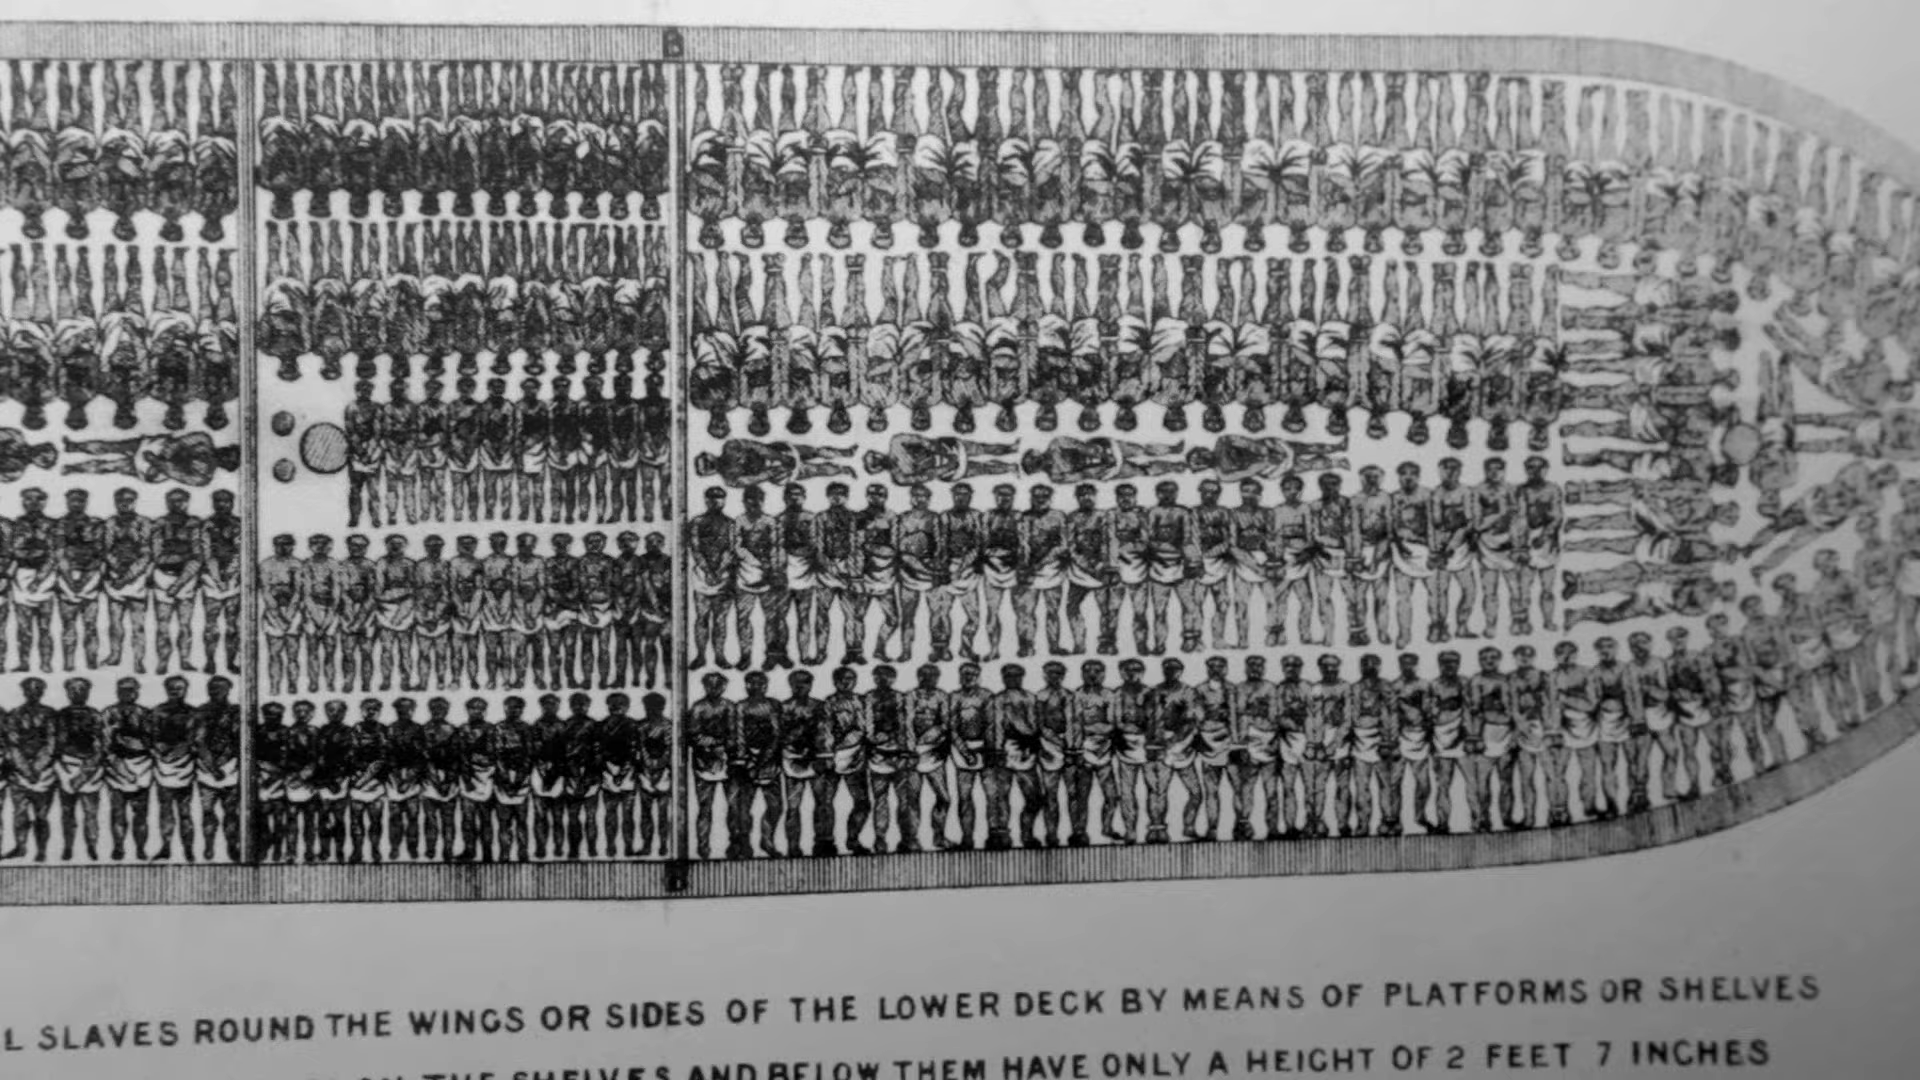 B
L SLAVES ROUND THE WINGS OR SIDES OF THE LOWER DECK BY MEANS OF PLATFORMS OR SHELVES
THE SHELVES AND BELOW THEM HAVE ONLY A HEIGHT OF 2 FEET 7 INCHES